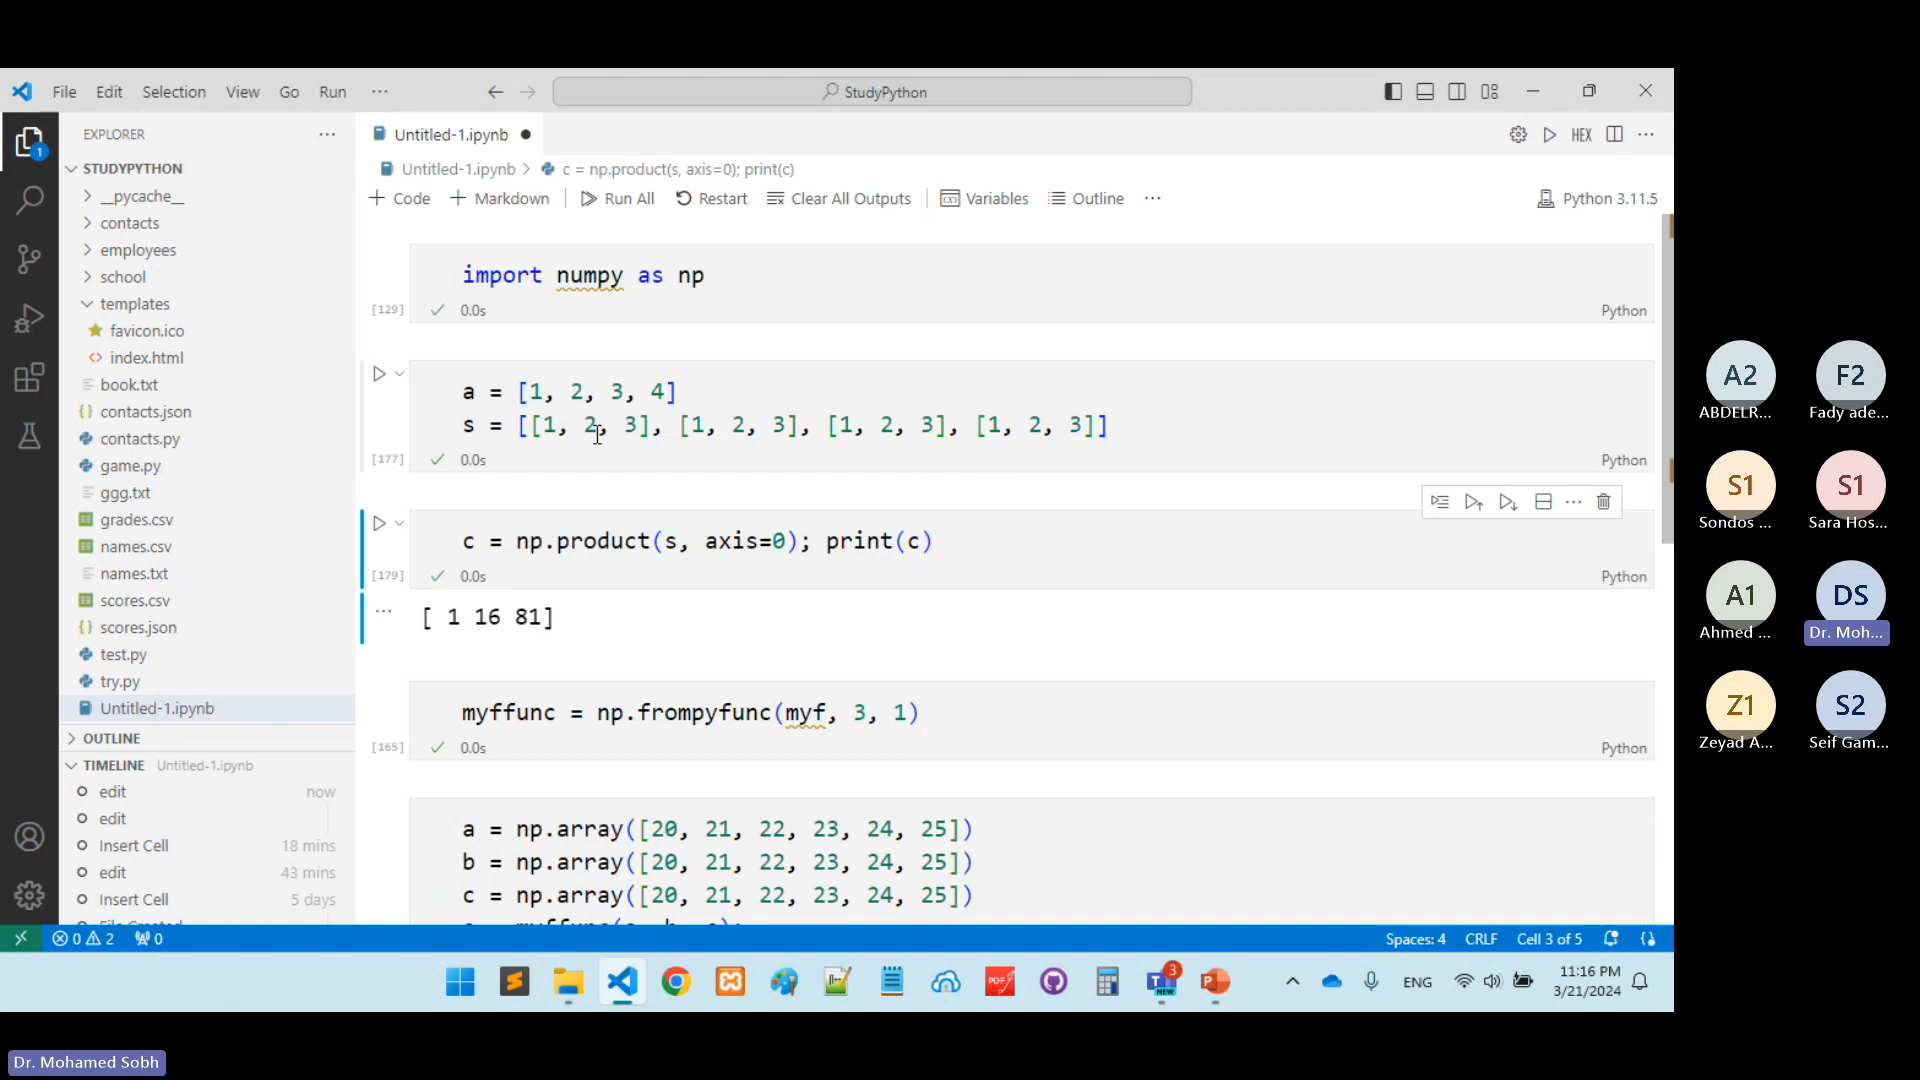 File Edit Selection View Go Run ··· StudyPython
EXPLORER ···
STUDYPYTHON
__pycache__
contacts
employees
school
templates
favicon.ico
index.html
book.txt
contacts.json
contacts.py
game.py
ggg.txt
grades.csv
names.csv
names.txt
scores.csv
scores.json
test.py
try.py
Untitled-1.ipynb
OUTLINE
TIMELINE Untitled-1.ipynb
edit now
edit
Insert Cell 18 mins
edit 43 mins
Insert Cell 5 days
Untitled-1.ipynb ●
HEX
Untitled-1.ipynb > c = np.product(s, axis=0); print(c)
+ Code + Markdown Run All Restart Clear All Outputs Variables Outline ··· Python 3.11.5
import numpy as np
[129] ✓ 0.0s Python
a = [1, 2, 3, 4]
s = [[1, 2, 3], [1, 2, 3], [1, 2, 3], [1, 2, 3]]
[177] ✓ 0.0s Python
c = np.product(s, axis=0); print(c)
[179] ✓ 0.0s Python
[ 1 16 81]
myffunc = np.frompyfunc(myf, 3, 1)
[165] ✓ 0.0s Python
a = np.array([20, 21, 22, 23, 24, 25])
b = np.array([20, 21, 22, 23, 24, 25])
c = np.array([20, 21, 22, 23, 24, 25])
0 2 0 Spaces: 4 CRLF Cell 3 of 5
1
ENG 11:16 PM
3/21/2024
3
NEW
PDF
P
A2 F2
ABDELR... Fady ade...
S1 S1
Sondos ... Sara Hos...
A1 DS
Ahmed ... Dr. Moh...
Z1 S2
Zeyad A... Seif Gam...
Dr. Mohamed Sobh